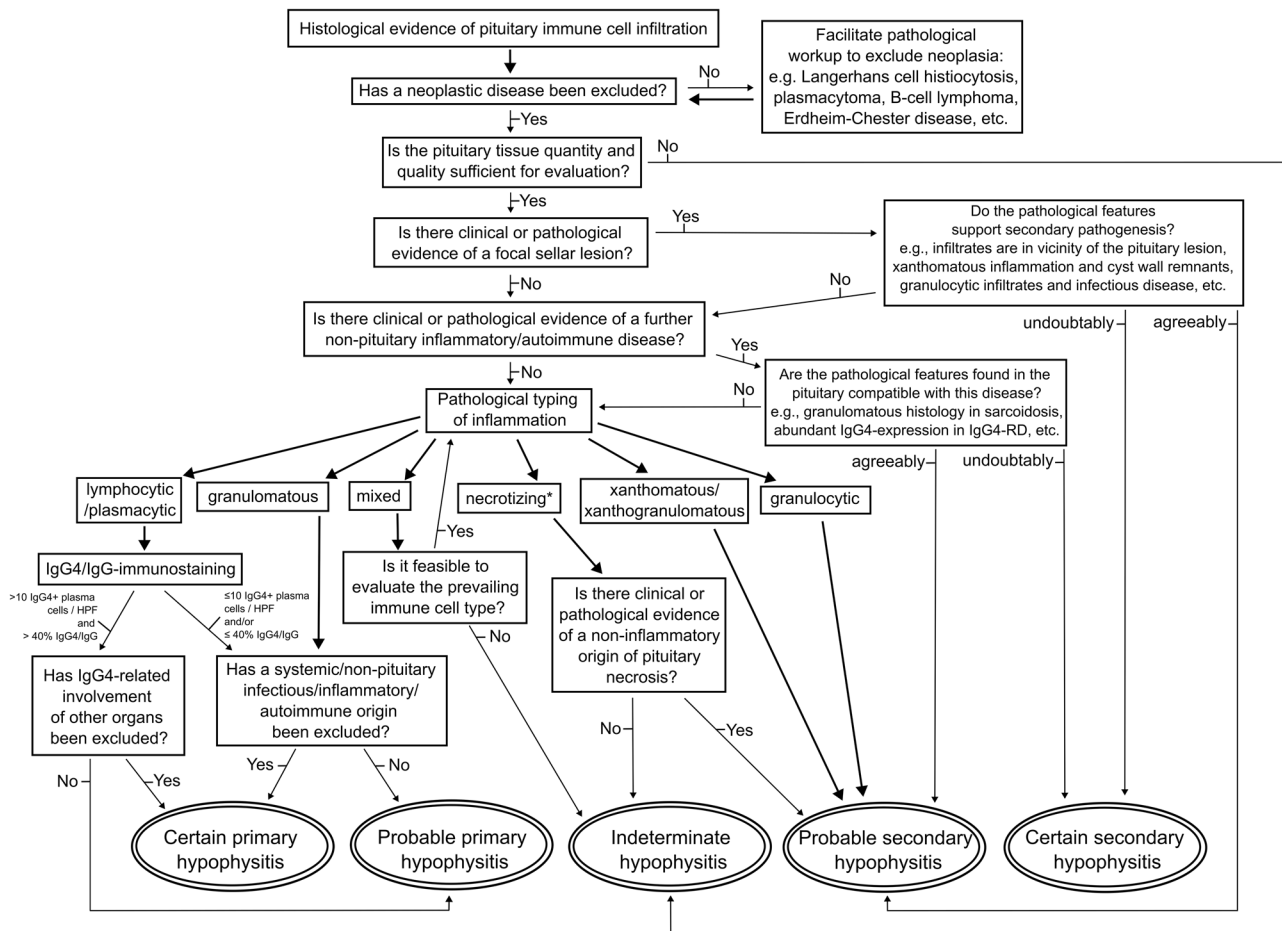 Histological evidence of pituitary immune cell infiltration
Facilitate pathological
workup to exclude neoplasia:
e.g. Langerhans cell histiocytosis,
plasmacytoma, B-cell lymphoma,
Erdheim-Chester disease, etc.
No
Has a neoplastic disease been excluded?
Yes
Is the pituitary tissue quantity and
quality sufficient for evaluation?
No
Yes
Is there clinical or pathological
evidence of a focal sellar lesion?
Yes
Do the pathological features
support secondary pathogenesis?
e.g., infiltrates are in vicinity of the pituitary lesion,
xanthomatous inflammation and cyst wall remnants,
granulocytic infiltrates and infectious disease, etc.
No
No
undoubtably
agreeably
Is there clinical or pathological evidence of a further
non-pituitary inflammatory/autoimmune disease?
Yes
No
Are the pathological features found in the
pituitary compatible with this disease?
e.g., granulomatous histology in sarcoidosis,
abundant IgG4-expression in IgG4-RD, etc.
No
agreeably
undoubtably
Pathological typing
of inflammation
lymphocytic
/plasmacytic
granulomatous
mixed
necrotizing*
xanthomatous/
xanthogranulomatous
granulocytic
Yes
IgG4/IgG-immunostaining
>10 IgG4+ plasma
cells / HPF
and
> 40% IgG4/IgG
≤10 IgG4+ plasma
cells / HPF
and/or
≤ 40% IgG4/IgG
Is it feasible to
evaluate the prevailing
immune cell type?
No
Is there clinical or
pathological evidence
of a non-inflammatory
origin of pituitary
necrosis?
Has IgG4-related
involvement
of other organs
been excluded?
Has a systemic/non-pituitary
infectious/inflammatory/
autoimmune origin
been excluded?
No
Yes
Yes
No
No
Yes
Certain primary
hypophysitis
Probable primary
hypophysitis
Indeterminate
hypophysitis
Probable secondary
hypophysitis
Certain secondary
hypophysitis